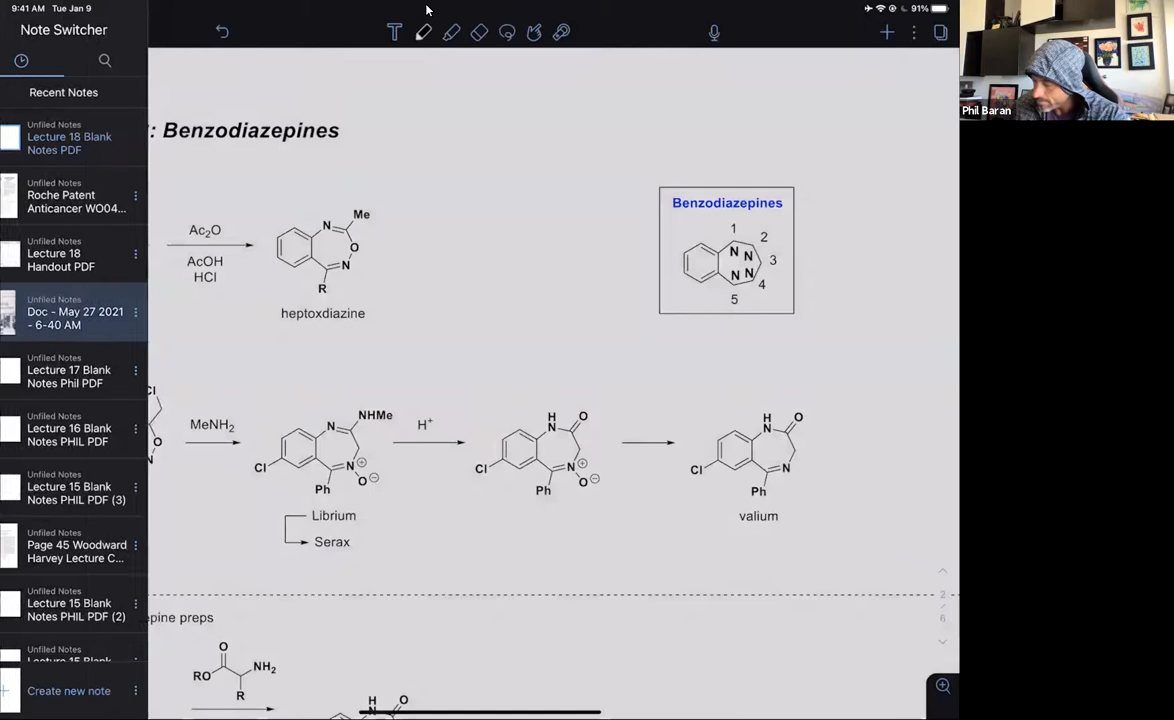 9:41 AM Tue Jan 9
91%
Note Switcher
Recent Notes
Unfiled Notes
Lecture 18 Blank
Notes PDF
Unfiled Notes
Roche Patent
Anticancer WO04...
Unfiled Notes
Lecture 18
Handout PDF
Unfiled Notes
Doc - May 27 2021
- 6-40 AM
Unfiled Notes
Lecture 17 Blank
Notes Phil PDF
Unfiled Notes
Lecture 16 Blank
Notes PHIL PDF
Unfiled Notes
Lecture 15 Blank
Notes PHIL PDF (3)
Unfiled Notes
Page 45 Woodward
Harvey Lecture C...
Unfiled Notes
Lecture 15 Blank
Notes PHIL PDF (2)
Unfiled Notes
Lecture 15 Blank
Create new note
: Benzodiazepines
Ac2O
AcOH
HCl
N
Me
O
N
R
heptoxdiazine
Benzodiazepines
1
2
3
4
5
N
N
N
N
Cl
O
N
MeNH2
N
NHMe
Cl
N
⊕
O
⊖
Ph
Librium
Serax
H+
H
N
O
Cl
N
⊕
O
⊖
Ph
H
N
O
Cl
N
Ph
valium
2
/
6
epine preps
O
RO
NH2
R
H
N
O
Phil Baran